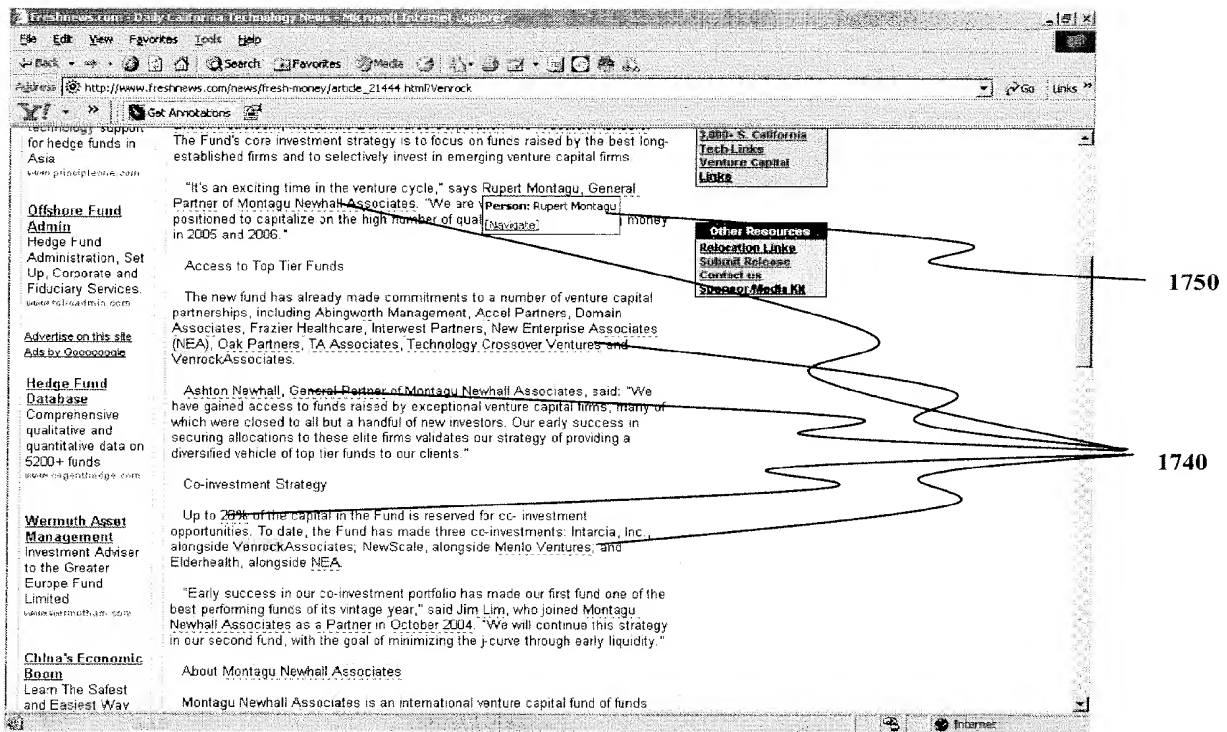 Freshnews.com - Daily California Technology News - Microsoft Internet Explorer
File Edit View Favorites Tools Help
Back Search Favorites Media
Address http://www.freshnews.com/news/fresh-money/article_21444 html?Venrock Go Links »
Y! - » Get Annotations
technology support
for hedge funds in
Asia
www.principleone.com
Offshore Fund
Admin
Hedge Fund
Administration, Set
Up, Corporate and
Fiduciary Services.
Advertise on this site
Ads by Goooooogle
Hedge Fund
Database
Comprehensive
qualitative and
quantitative data on
5200+ funds
Wermuth Asset
Management
Investment Adviser
to the Greater
Europe Fund
Limited
www.wermutham.com
China's Economic
Boom
Learn The Safest
and Easiest Way
The Fund's core investment strategy is to focus on funds raised by the best long-
established firms and to selectively invest in emerging venture capital firms.
"It's an exciting time in the venture cycle," says Rupert Montagu, General
Partner of Montagu Newhall Associates. "We are
positioned to capitalize on the high number of qual money
in 2005 and 2006."
Person: Rupert Montagu
[Navigate]
Access to Top Tier Funds
The new fund has already made commitments to a number of venture capital
partnerships, including Abingworth Management, Accel Partners, Domain
Associates, Frazier Healthcare, Interwest Partners, New Enterprise Associates
(NEA), Oak Partners, TA Associates, Technology Crossover Ventures and
VenrockAssociates.
Ashton Newhall, General Partner of Montagu Newhall Associates, said: "We
have gained access to funds raised by exceptional venture capital firms, many of
which were closed to all but a handful of new investors. Our early success in
securing allocations to these elite firms validates our strategy of providing a
diversified vehicle of top tier funds to our clients."
Co-investment Strategy
Up to 20% of the capital in the Fund is reserved for co- investment
opportunities. To date, the Fund has made three co-investments: Intarcia, Inc.,
alongside VenrockAssociates; NewScale, alongside Menlo Ventures; and
Elderhealth, alongside NEA.
"Early success in our co-investment portfolio has made our first fund one of the
best performing funds of its vintage year," said Jim Lim, who joined Montagu
Newhall Associates as a Partner in October 2004. "We will continue this strategy
in our second fund, with the goal of minimizing the j-curve through early liquidity."
About Montagu Newhall Associates
Montagu Newhall Associates is an international venture capital fund of funds
3,000+ S. California
Tech Links
Venture Capital
Links
Other Resources
Relocation Links
Submit Release
Contact us
Sponsor/Media Kit
1750
1740
Internet